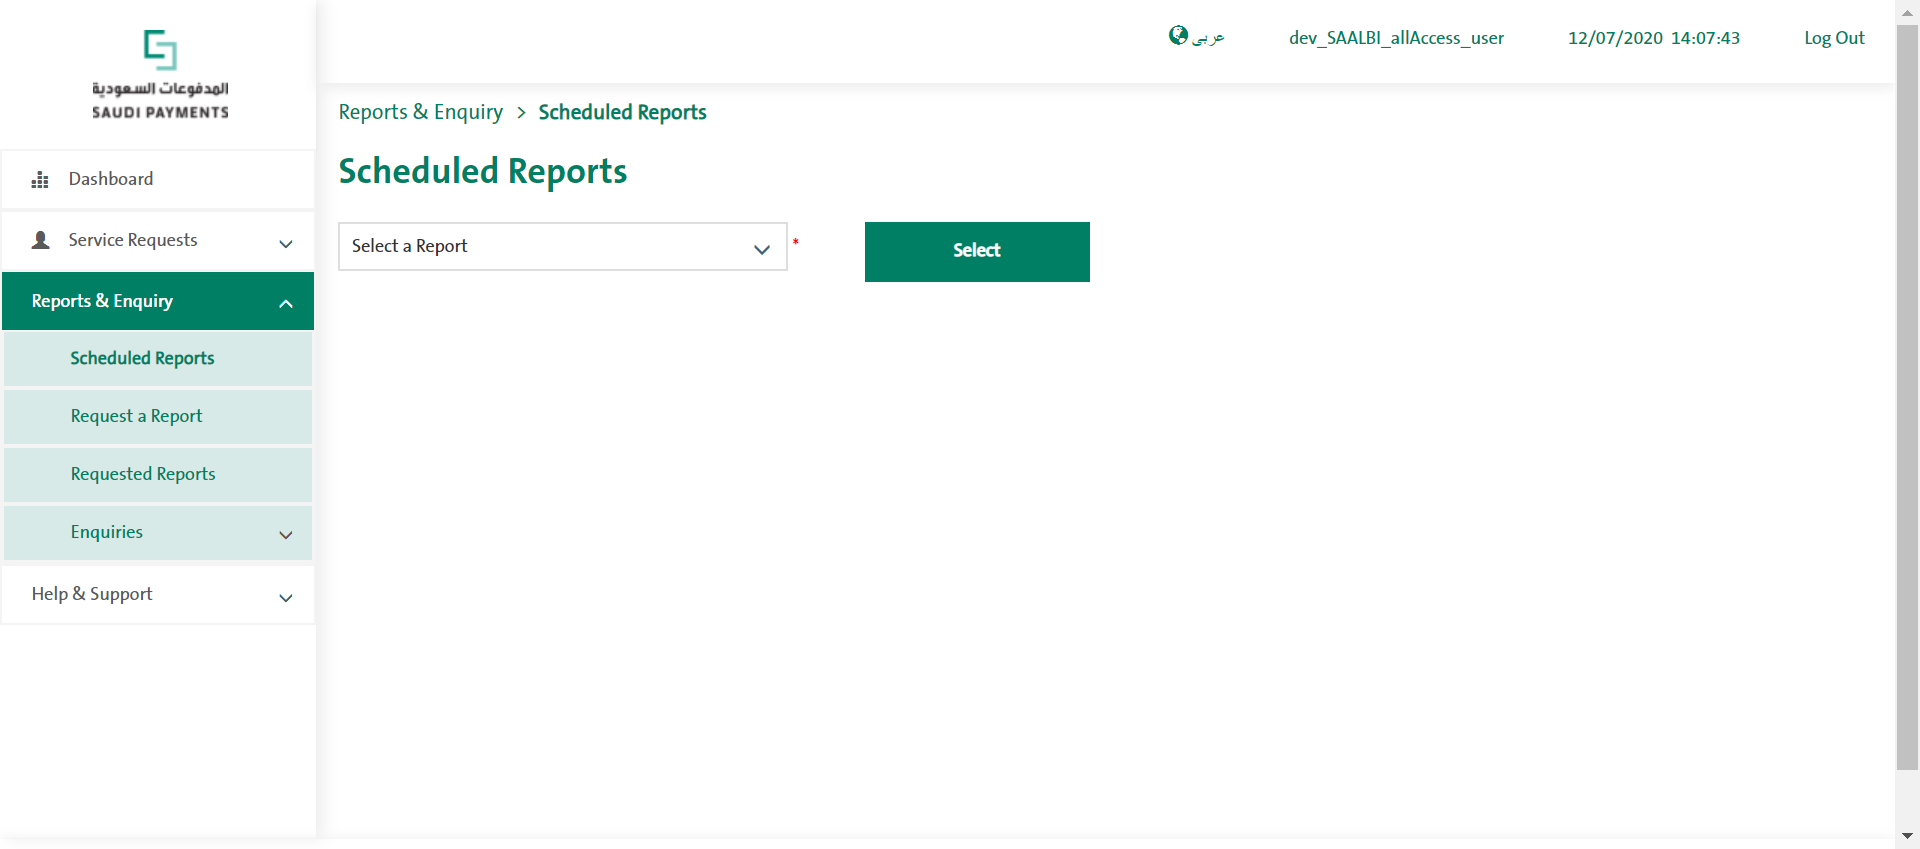 المدفوعات السعودية
SAUDI PAYMENTS
عربى
dev_SAALBI_allAccess_user
12/07/2020 14:07:43
Log Out
Dashboard
Service Requests
Reports & Enquiry
Scheduled Reports
Request a Report
Requested Reports
Enquiries
Help & Support
Reports & Enquiry > Scheduled Reports
Scheduled Reports
Select a Report *
Select